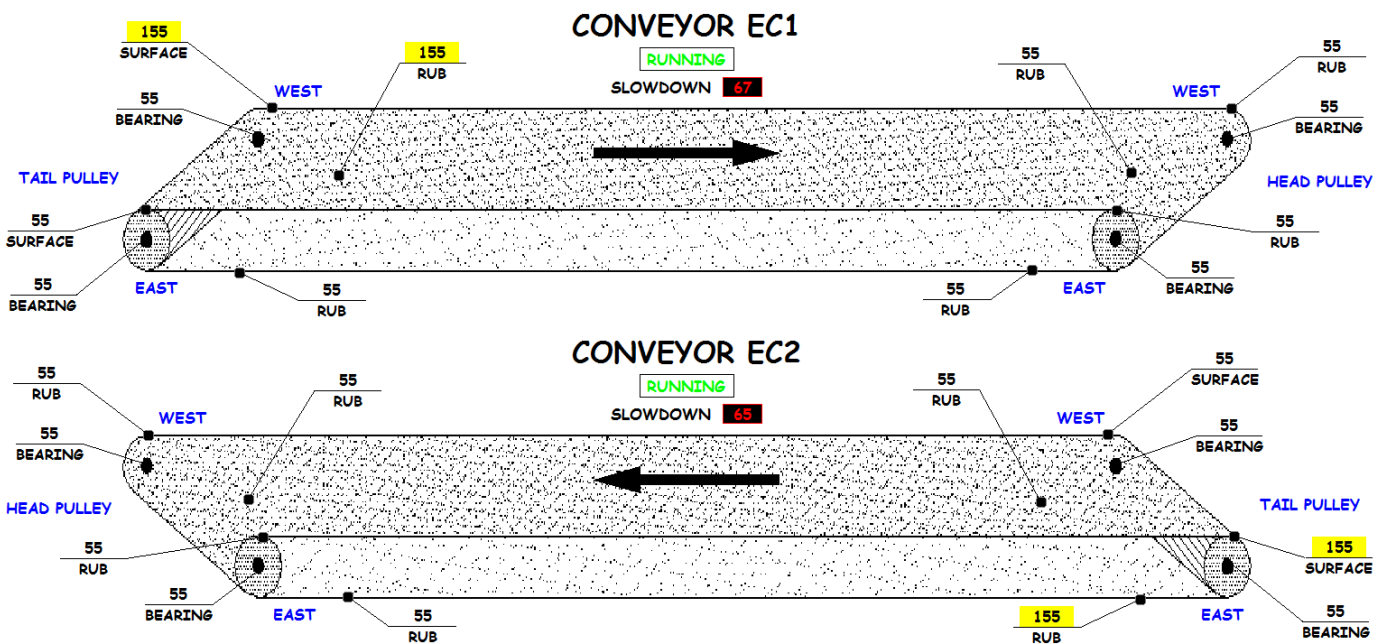 CONVEYOR EC1
RUNNING
SLOWDOWN 67
155
SURFACE
155
RUB
55
RUB
55
RUB
WEST
WEST
55
BEARING
55
BEARING
TAIL PULLEY
HEAD PULLEY
55
SURFACE
55
RUB
55
BEARING
EAST
55
RUB
55
RUB
EAST
55
BEARING
CONVEYOR EC2
RUNNING
SLOWDOWN 65
55
RUB
55
RUB
55
RUB
55
SURFACE
WEST
WEST
55
BEARING
55
BEARING
HEAD PULLEY
TAIL PULLEY
55
RUB
155
SURFACE
55
BEARING
EAST
55
RUB
155
RUB
EAST
55
BEARING